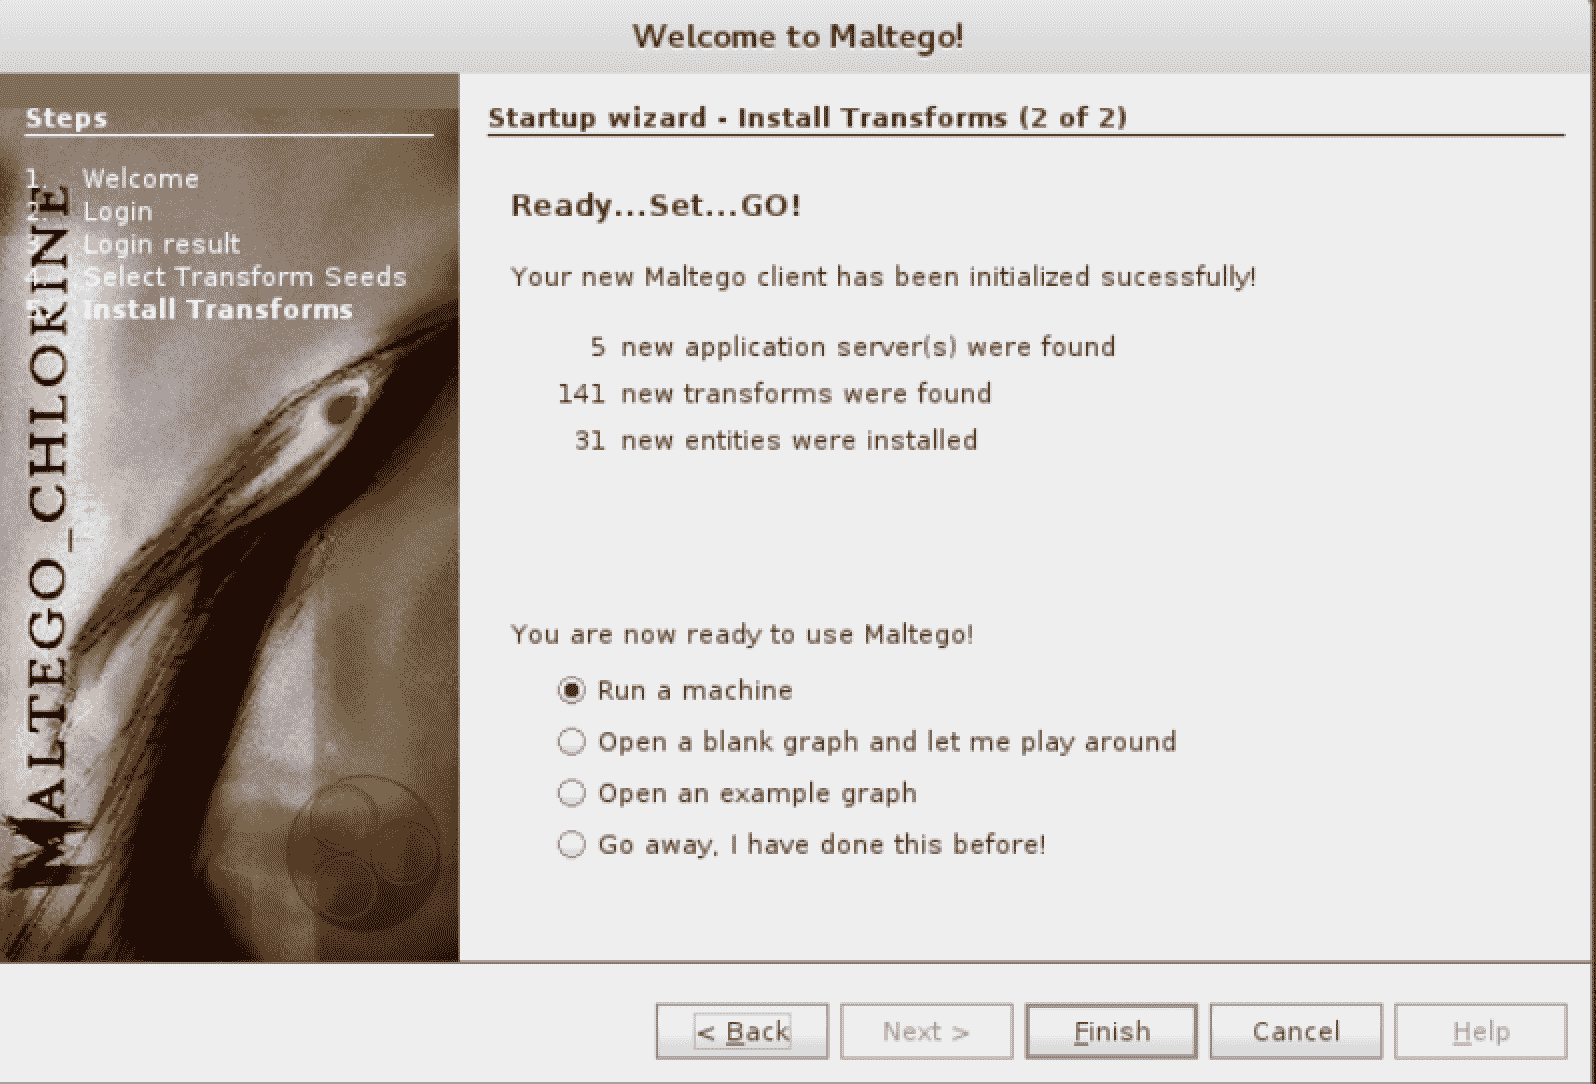 Welcome to Maltego!
Steps
1. Welcome
2. Login
3. Login result
4. Select Transform Seeds
5. Install Transforms
MALTEGO_CHLORINE
Startup wizard - Install Transforms (2 of 2)
Ready...Set...GO!
Your new Maltego client has been initialized sucessfully!
5 new application server(s) were found
141 new transforms were found
31 new entities were installed
You are now ready to use Maltego!
Run a machine
Open a blank graph and let me play around
Open an example graph
Go away, I have done this before!
< Back
Next >
Finish
Cancel
Help